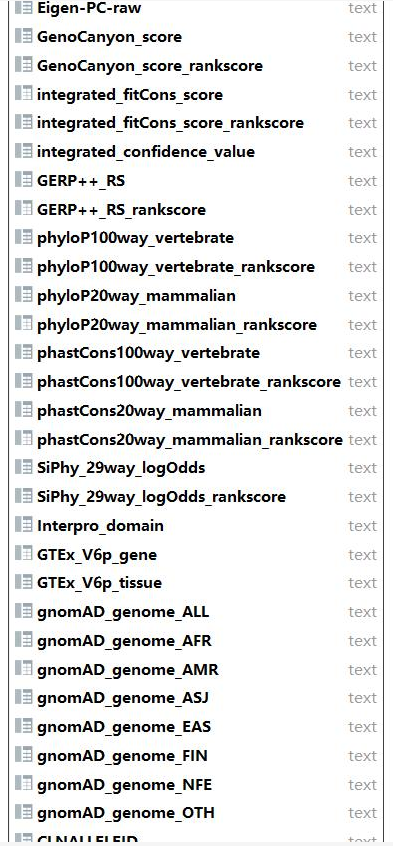 Eigen-PC-raw text
GenoCanyon_score text
GenoCanyon_score_rankscore text
integrated_fitCons_score text
integrated_fitCons_score_rankscore text
integrated_confidence_value text
GERP++_RS text
GERP++_RS_rankscore text
phyloP100way_vertebrate text
phyloP100way_vertebrate_rankscore text
phyloP20way_mammalian text
phyloP20way_mammalian_rankscore text
phastCons100way_vertebrate text
phastCons100way_vertebrate_rankscore text
phastCons20way_mammalian text
phastCons20way_mammalian_rankscore text
SiPhy_29way_logOdds text
SiPhy_29way_logOdds_rankscore text
Interpro_domain text
GTEx_V6p_gene text
GTEx_V6p_tissue text
gnomAD_genome_ALL text
gnomAD_genome_AFR text
gnomAD_genome_AMR text
gnomAD_genome_ASJ text
gnomAD_genome_EAS text
gnomAD_genome_FIN text
gnomAD_genome_NFE text
gnomAD_genome_OTH text
CLNALLELEID text